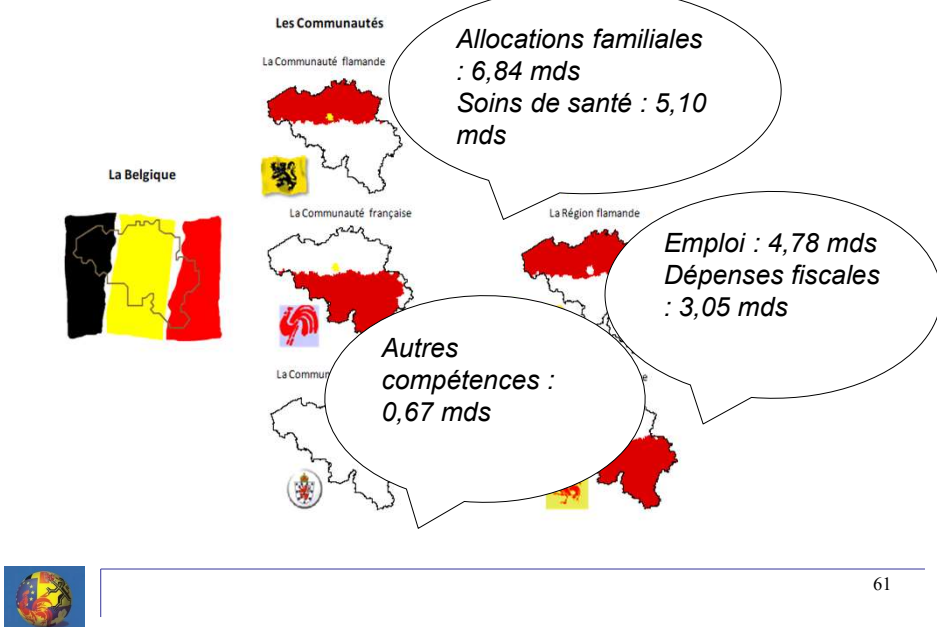 Les Communautés
La Communauté flamande
Allocations familiales
: 6,84 mds
Soins de santé : 5,10
mds
La Belgique
La Communauté française
La Région flamande
Emploi : 4,78 mds
Dépenses fiscales
: 3,05 mds
Autres
compétences :
0,67 mds
La
61